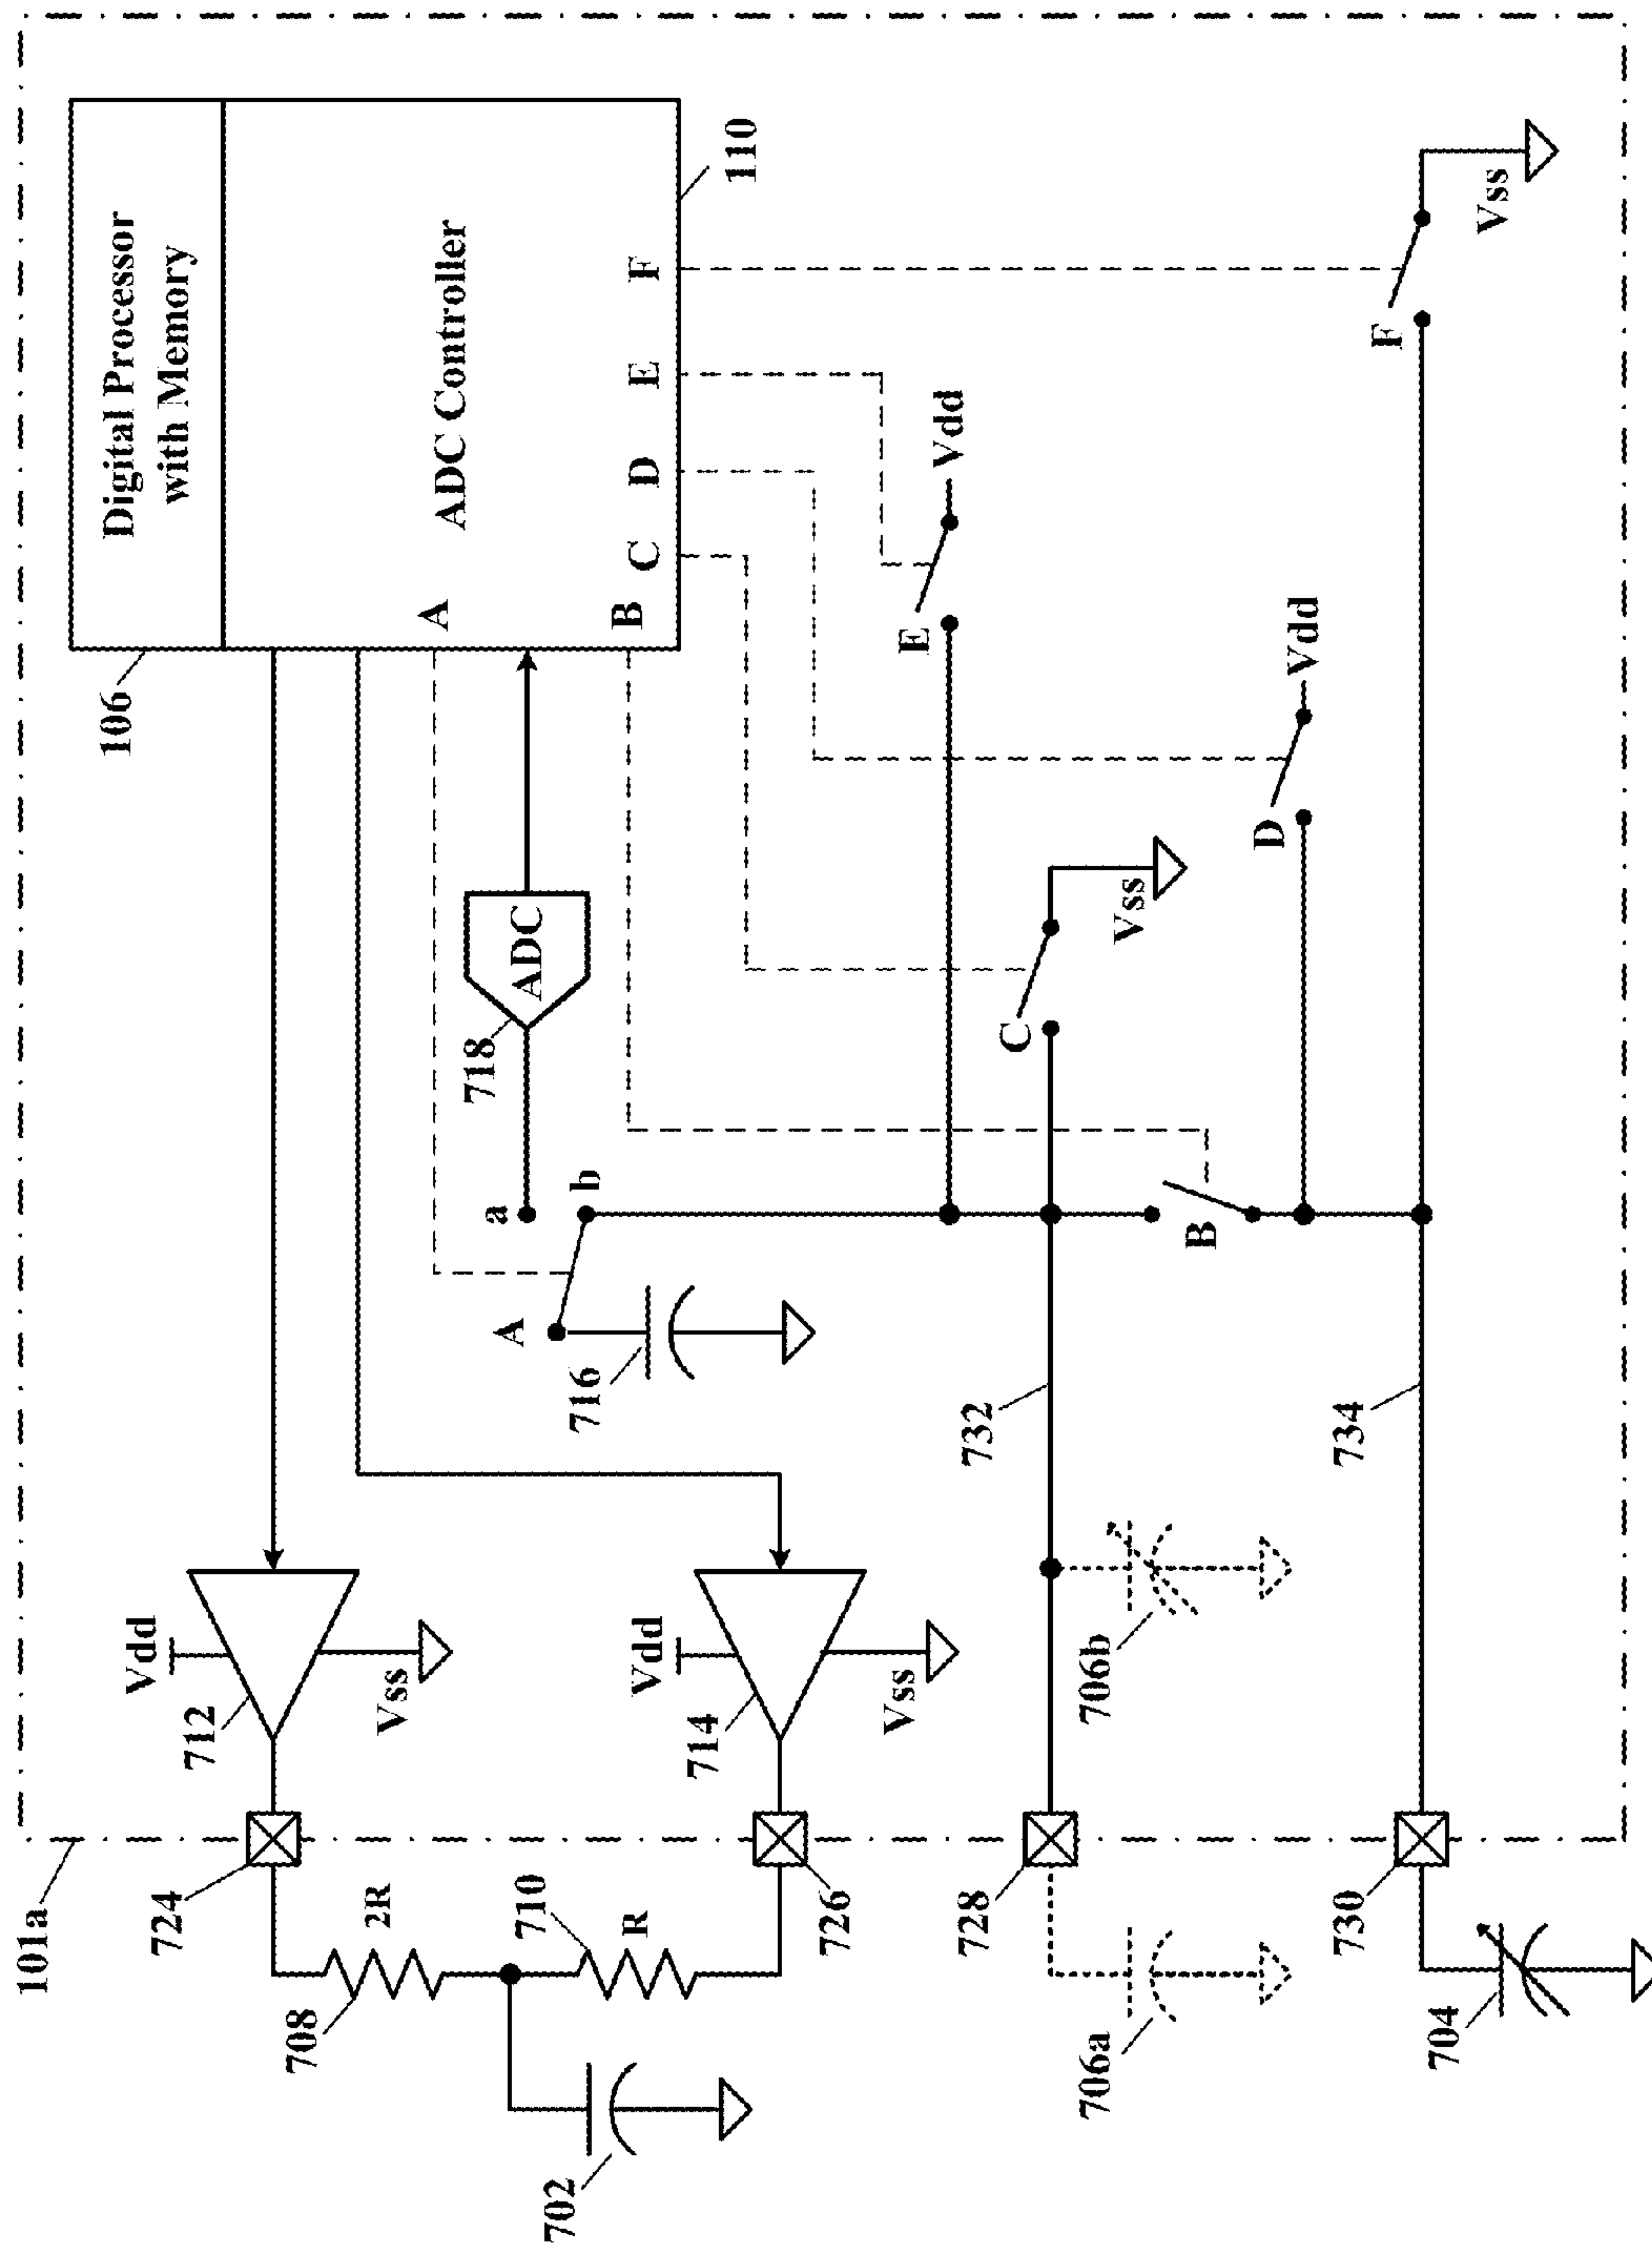 101a
106
Digital Processor
with Memory
ADC Controller
A
B
C
D
E
F
110
Vdd
712
Vss
724
2R
708
710
R
702
Vdd
714
Vss
726
718
ADC
a
b
A
716
E
Vdd
C
Vss
732
B
D
Vdd
728
706b
706a
734
F
Vss
730
704